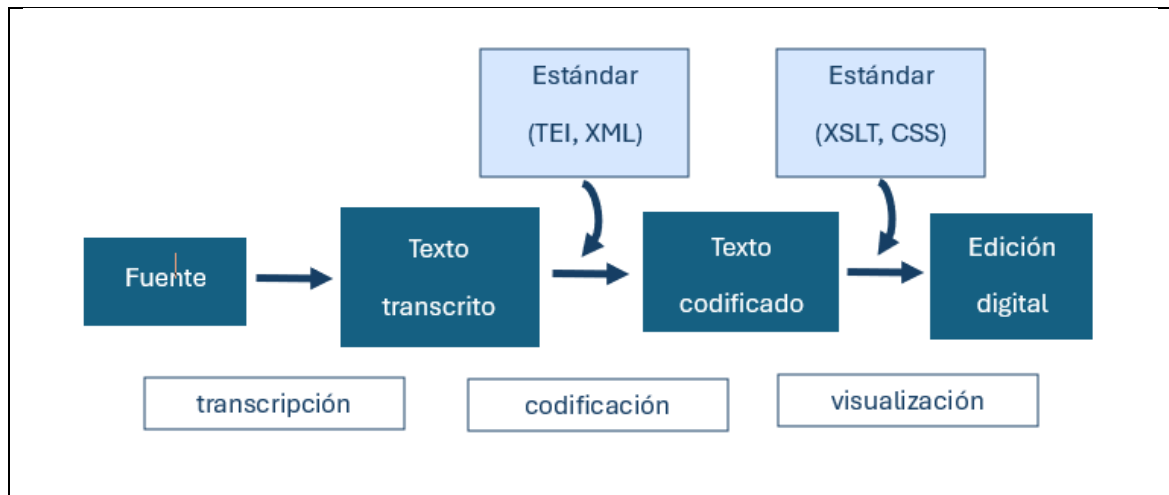 Estándar
(TEI, XML)
Estándar
(XSLT, CSS)
Fuente
Texto
transcrito
Texto
codificado
Edición
digital
transcripción
codificación
visualización